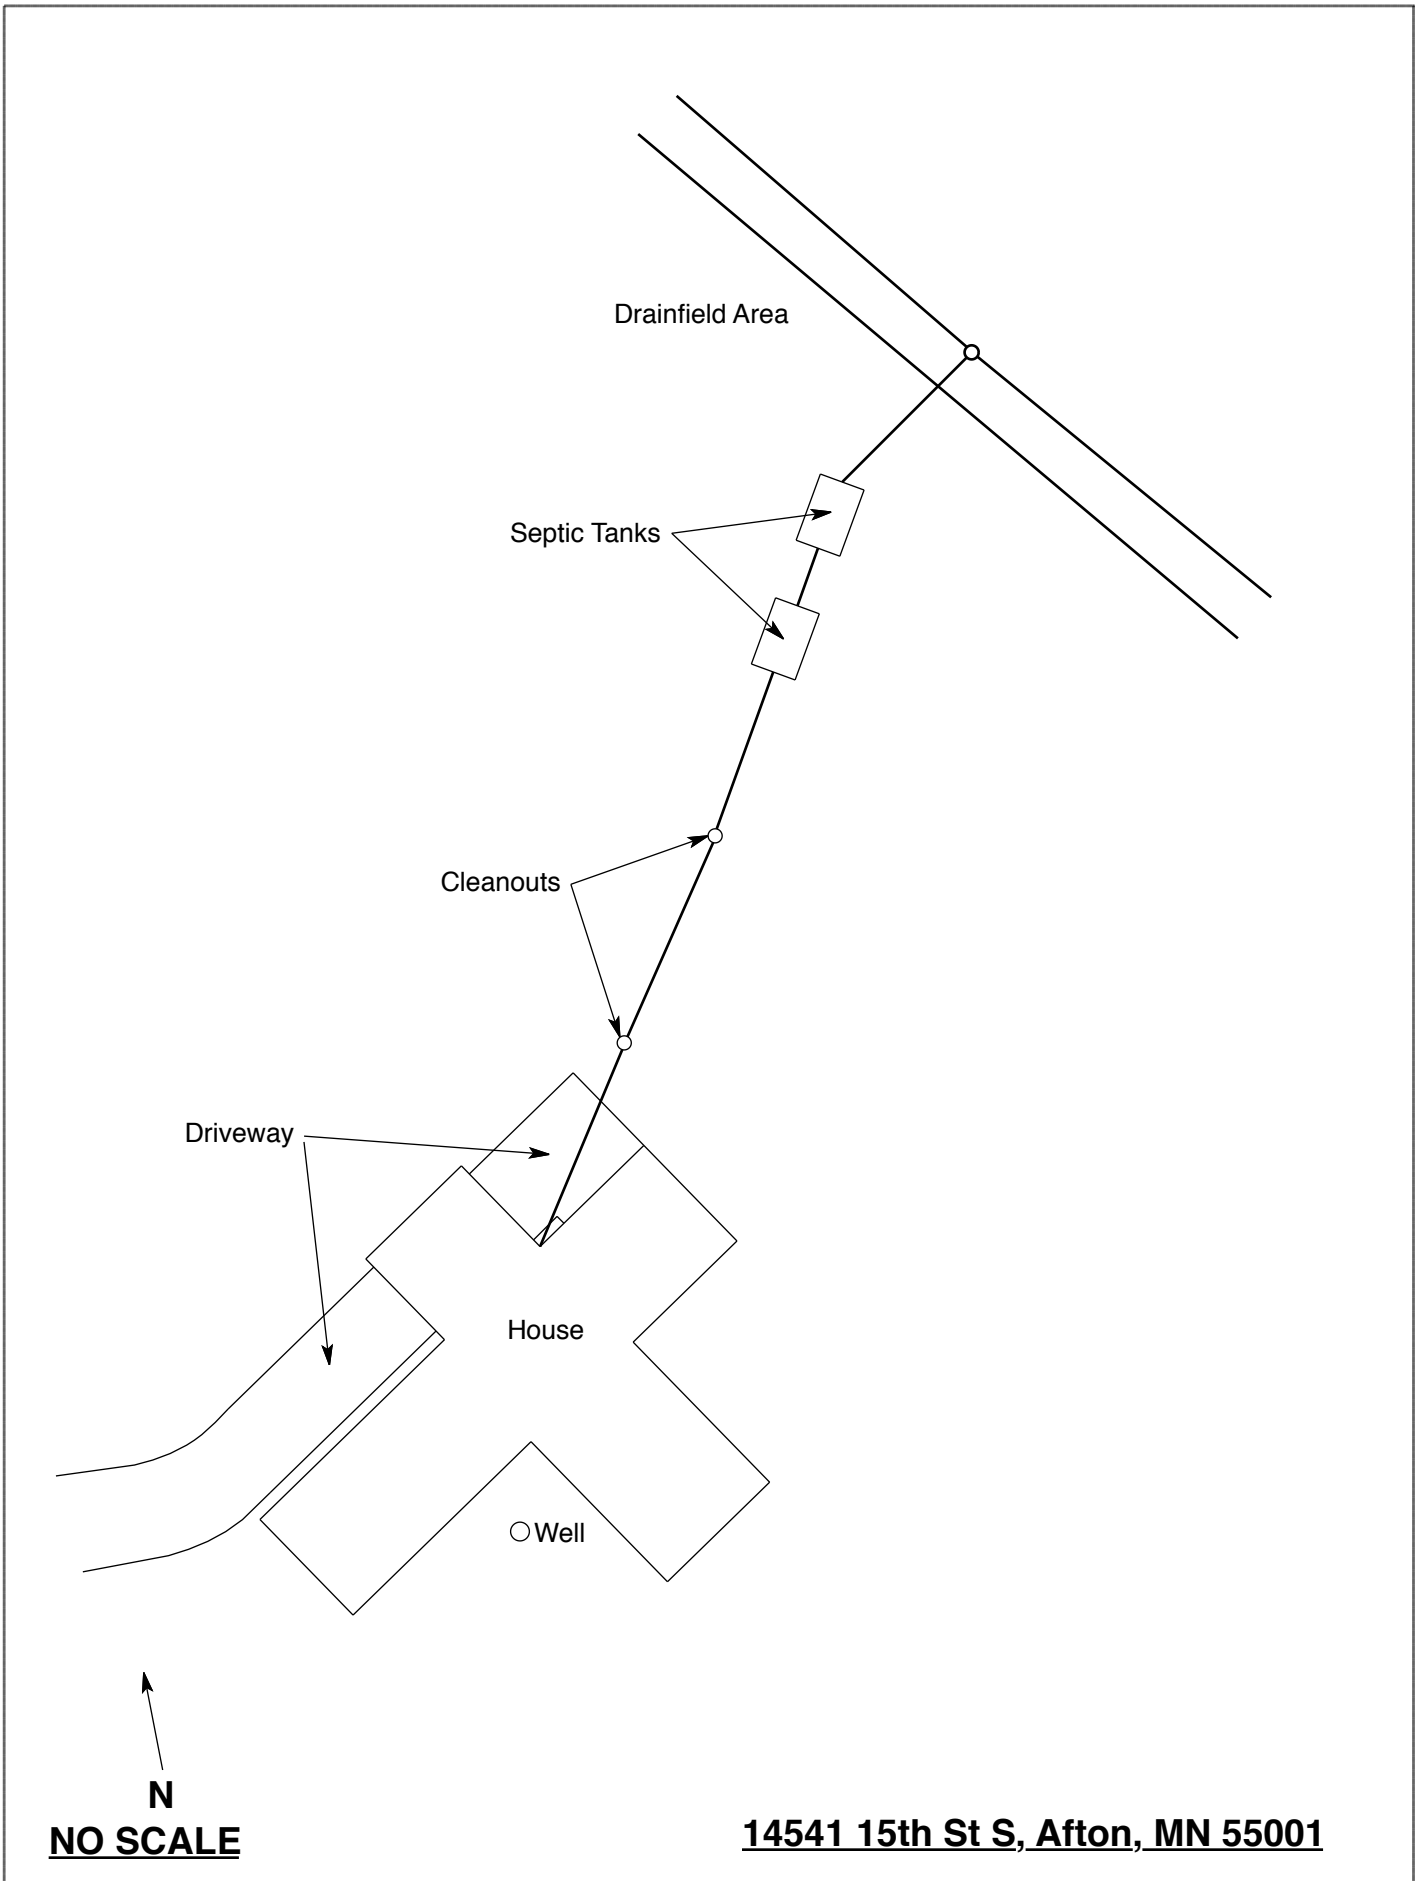 Drainfield Area
Septic Tanks
Cleanouts
Driveway
House
Well
N
NO SCALE
14541 15th St S, Afton, MN 55001